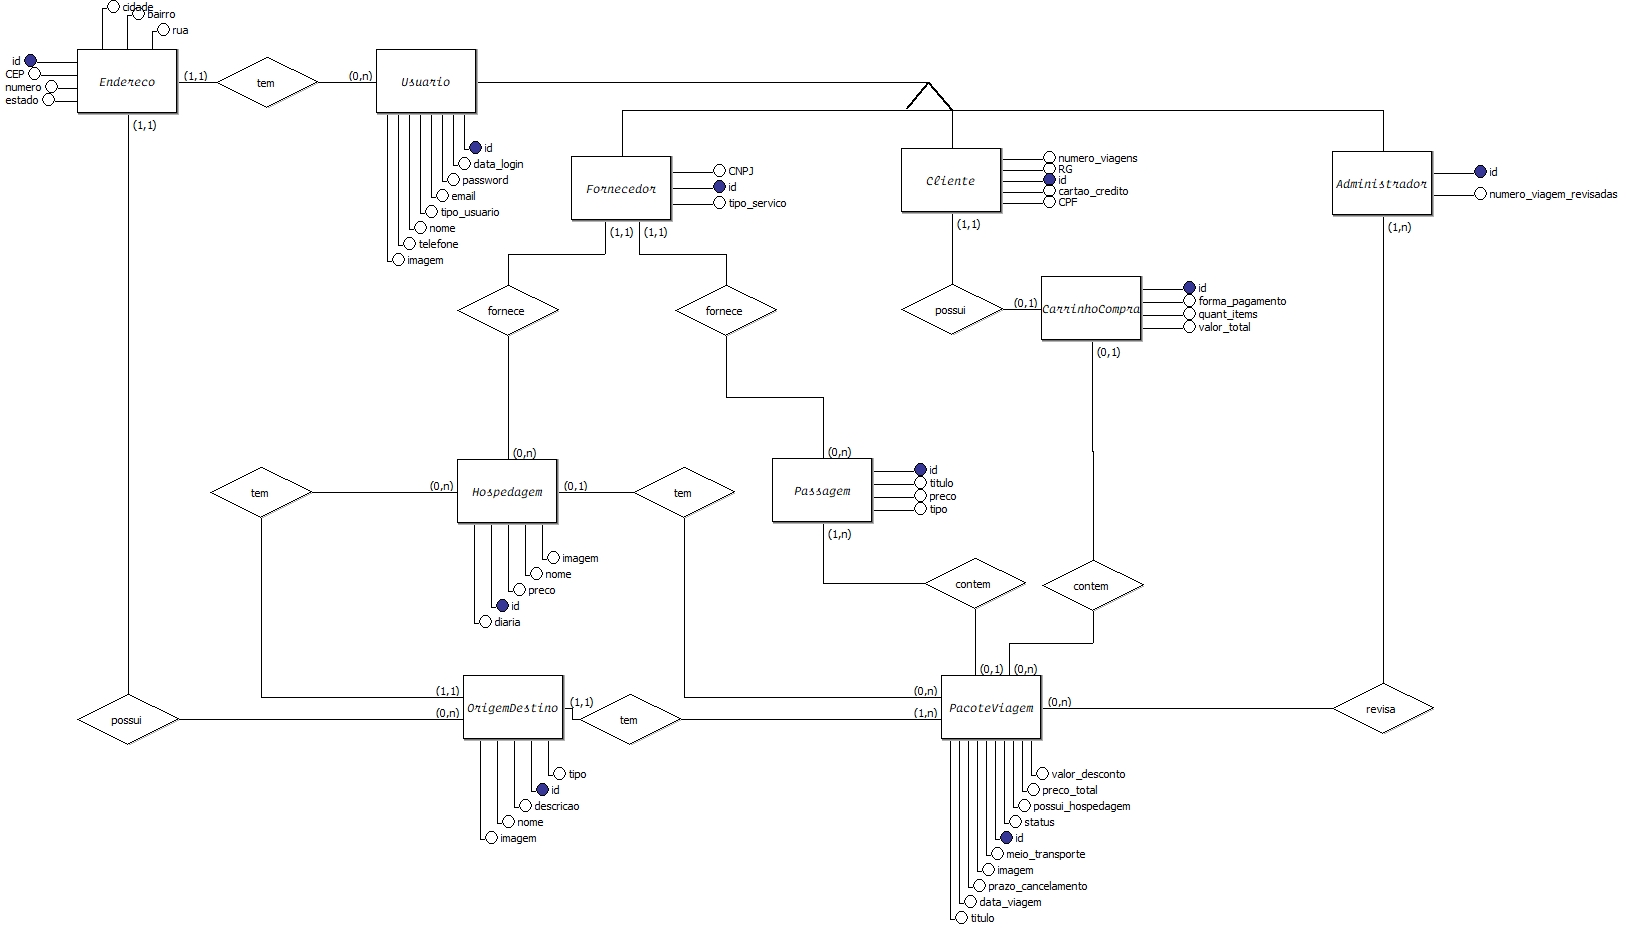 cidade
bairro
rua
id
CEP
numero
estado
Endereco
(1,1)
tem
(0,n)
Usuario
(1,1)
id
data_login
password
email
tipo_usuario
nome
telefone
imagem
Fornecedor
CNPJ
id
tipo_servico
(1,1)
(1,1)
Cliente
numero_viagens
RG
id
cartao_credito
CPF
(1,1)
Administrador
id
numero_viagem_revisadas
(1,n)
fornece
fornece
possui
(0,1)
CarrinhoCompra
id
forma_pagamento
quant_items
valor_total
(0,1)
(0,n)
(0,n)
tem
(0,n)
Hospedagem
(0,1)
tem
Passagem
id
titulo
preco
tipo
(1,n)
imagem
nome
preco
id
diaria
contem
contem
(0,1)
(0,n)
(1,1)
(0,n)
possui
OrigemDestino
(1,1)
tem
(0,n)
(1,n)
PacoteViagem
(0,n)
revisa
tipo
id
descricao
nome
imagem
valor_desconto
preco_total
possui_hospedagem
status
id
meio_transporte
imagem
prazo_cancelamento
data_viagem
titulo